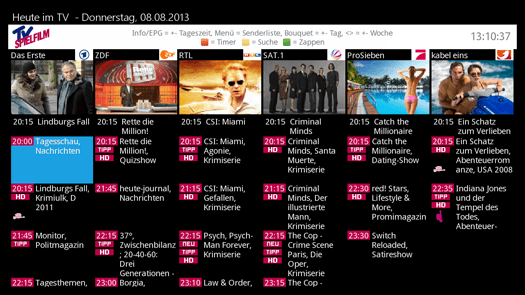 Heute im TV - Donnerstag, 08.08.2013
TV
SPIELFILM
Info/EPG = +- Tageszeit, Menü = Senderliste, Bouquet = +- Tag, <> = +- Woche
= Timer = Suche = Zappen
13:10:37
Das Erste
ZDF
RTL
SAT.1
ProSieben
kabel eins
20:15 Lindburgs Fall
20:15 Rette die
Million!
20:15 CSI: Miami
20:15 Criminal
Minds
20:15 Catch the
Millionaire
20:15 Ein Schatz
zum Verlieben
20:00 Tagesschau,
Nachrichten
20:15 Rette die
TIPP Million!,
HD Quizshow
20:15 CSI: Miami,
TIPP Agonie,
HD Krimiserie
20:15 Criminal
HD Minds, Santa
Muerte,
Krimiserie
20:15 Catch the
TIPP Millionaire,
HD Dating-Show
20:15 Ein Schatz
HD zum Verlieben,
Abenteuerrom
anze, USA 2008
20:15 Lindburgs Fall,
HD Krimiulk, D
2011
21:45 heute-journal,
Nachrichten
21:15 CSI: Miami,
HD Gefallen,
Krimiserie
21:15 Criminal
HD Minds, Der
illustrierte
Mann,
Krimiserie
22:30 red! Stars,
HD Lifestyle &
More,
Promimagazin
22:35 Indiana Jones
HD und der
Tempel des
Todes,
Abenteuer-
21:45 Monitor,
TIPP Politmagazin
22:15 37°,
TIPP Zwischenbilanz
HD ; 20-40-60:
Drei
Generationen -
22:15 Psych, Psych-
NEU Man Forever,
HD Krimiserie
22:15 The Cop -
NEU Crime Scene
TIPP Paris, Die
HD Oper,
Krimiserie
23:30 Switch
Reloaded,
Satireshow
22:15 Tagesthemen,
23:00 Borgia,
23:10 Law & Order,
23:15 The Cop -